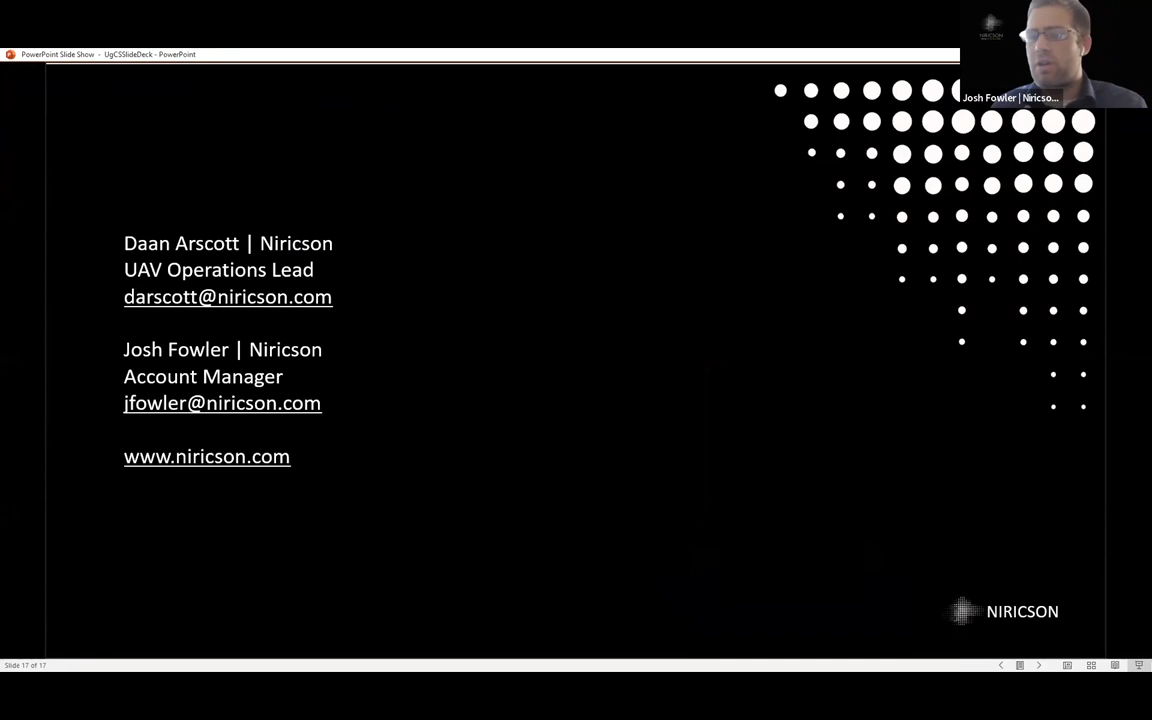 PowerPoint Slide Show - UgCSSlideDeck - PowerPoint
NIRICSON
Josh Fowler | Niricso...
Daan Arscott | Niricson
UAV Operations Lead
darscott@niricson.com
Josh Fowler | Niricson
Account Manager
jfowler@niricson.com
www.niricson.com
NIRICSON
Slide 17 of 17